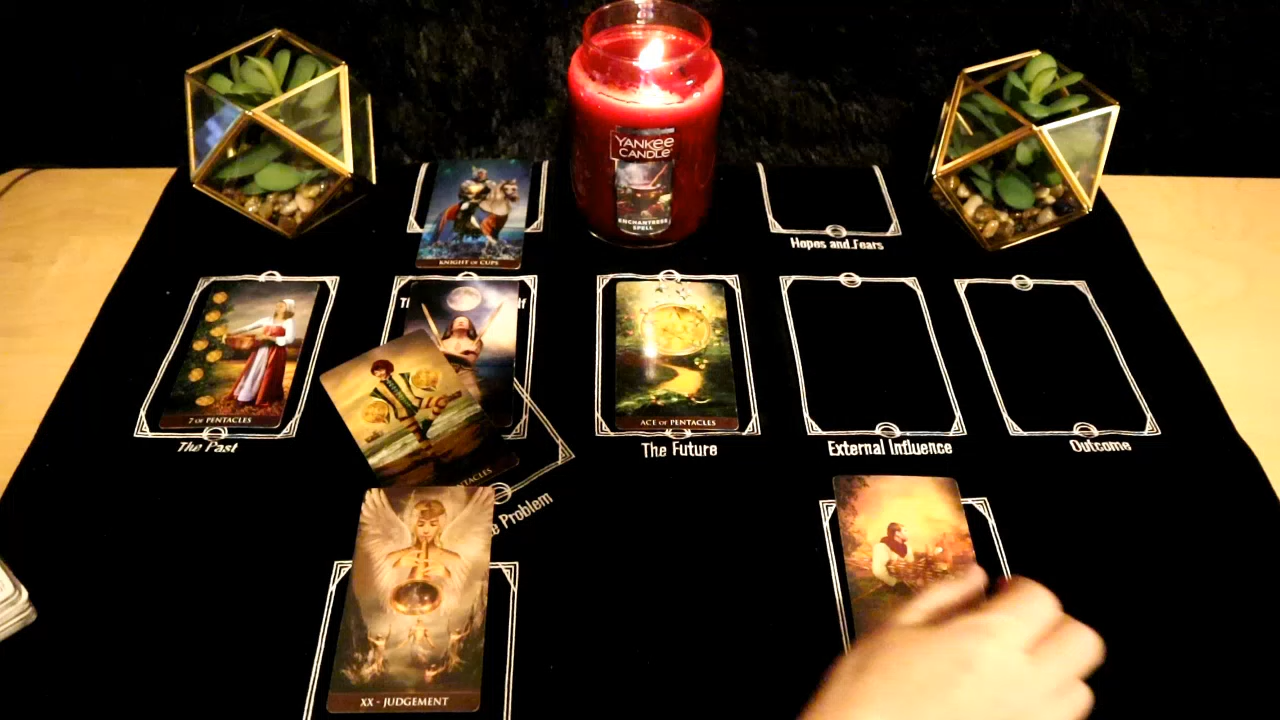 YANKEE
CANDLE
ENCHANTRESS
SPELL
KNIGHT OF CUPS
Hopes and Fears
7 OF PENTACLES
ACE OF PENTACLES
The Past
The Future
External Influence
Outcome
Problem
XX - JUDGEMENT